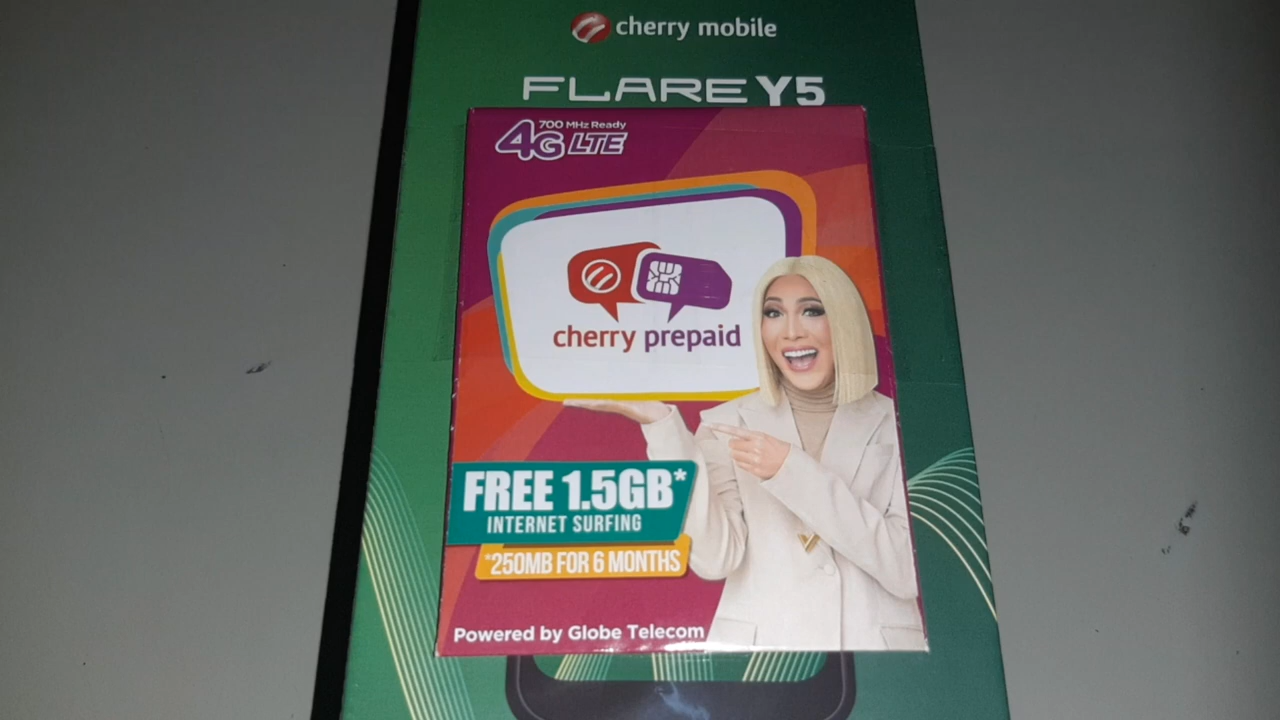 cherry mobile
FLARE Y5
700 MHz Ready
4G LTE
cherry prepaid
FREE 1.5GB*
INTERNET SURFING
*250MB FOR 6 MONTHS
Powered by Globe Telecom